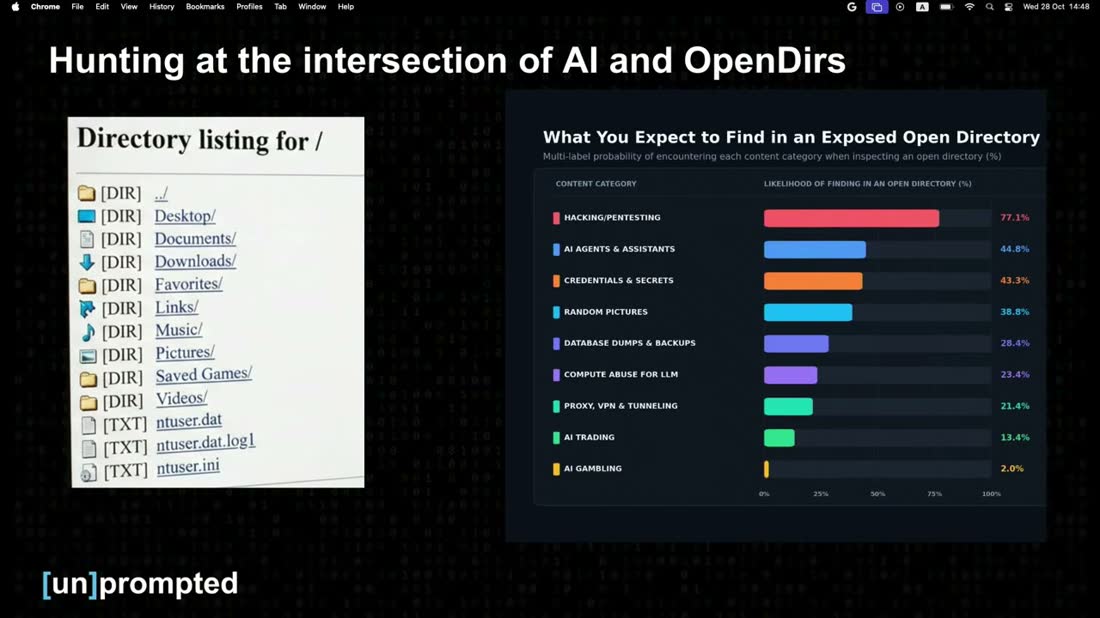 Chrome File Edit View History Bookmarks Profiles Tab Window Help
A
Wed 28 Oct 14:48
Hunting at the intersection of AI and OpenDirs
Directory listing for /
[DIR] ../
[DIR] Desktop/
[DIR] Documents/
[DIR] Downloads/
[DIR] Favorites/
[DIR] Links/
[DIR] Music/
[DIR] Pictures/
[DIR] Saved Games/
[DIR] Videos/
[TXT] ntuser.dat
[TXT] ntuser.dat.log1
[TXT] ntuser.ini
What You Expect to Find in an Exposed Open Directory
Multi-label probability of encountering each content category when inspecting an open directory (%)
CONTENT CATEGORY LIKELIHOOD OF FINDING IN AN OPEN DIRECTORY (%)
HACKING/PENTESTING 77.1%
AI AGENTS & ASSISTANTS 44.8%
CREDENTIALS & SECRETS 43.3%
RANDOM PICTURES 38.8%
DATABASE DUMPS & BACKUPS 28.4%
COMPUTE ABUSE FOR LLM 23.4%
PROXY, VPN & TUNNELING 21.4%
AI TRADING 13.4%
AI GAMBLING 2.0%
0% 25% 50% 75% 100%
[un]prompted